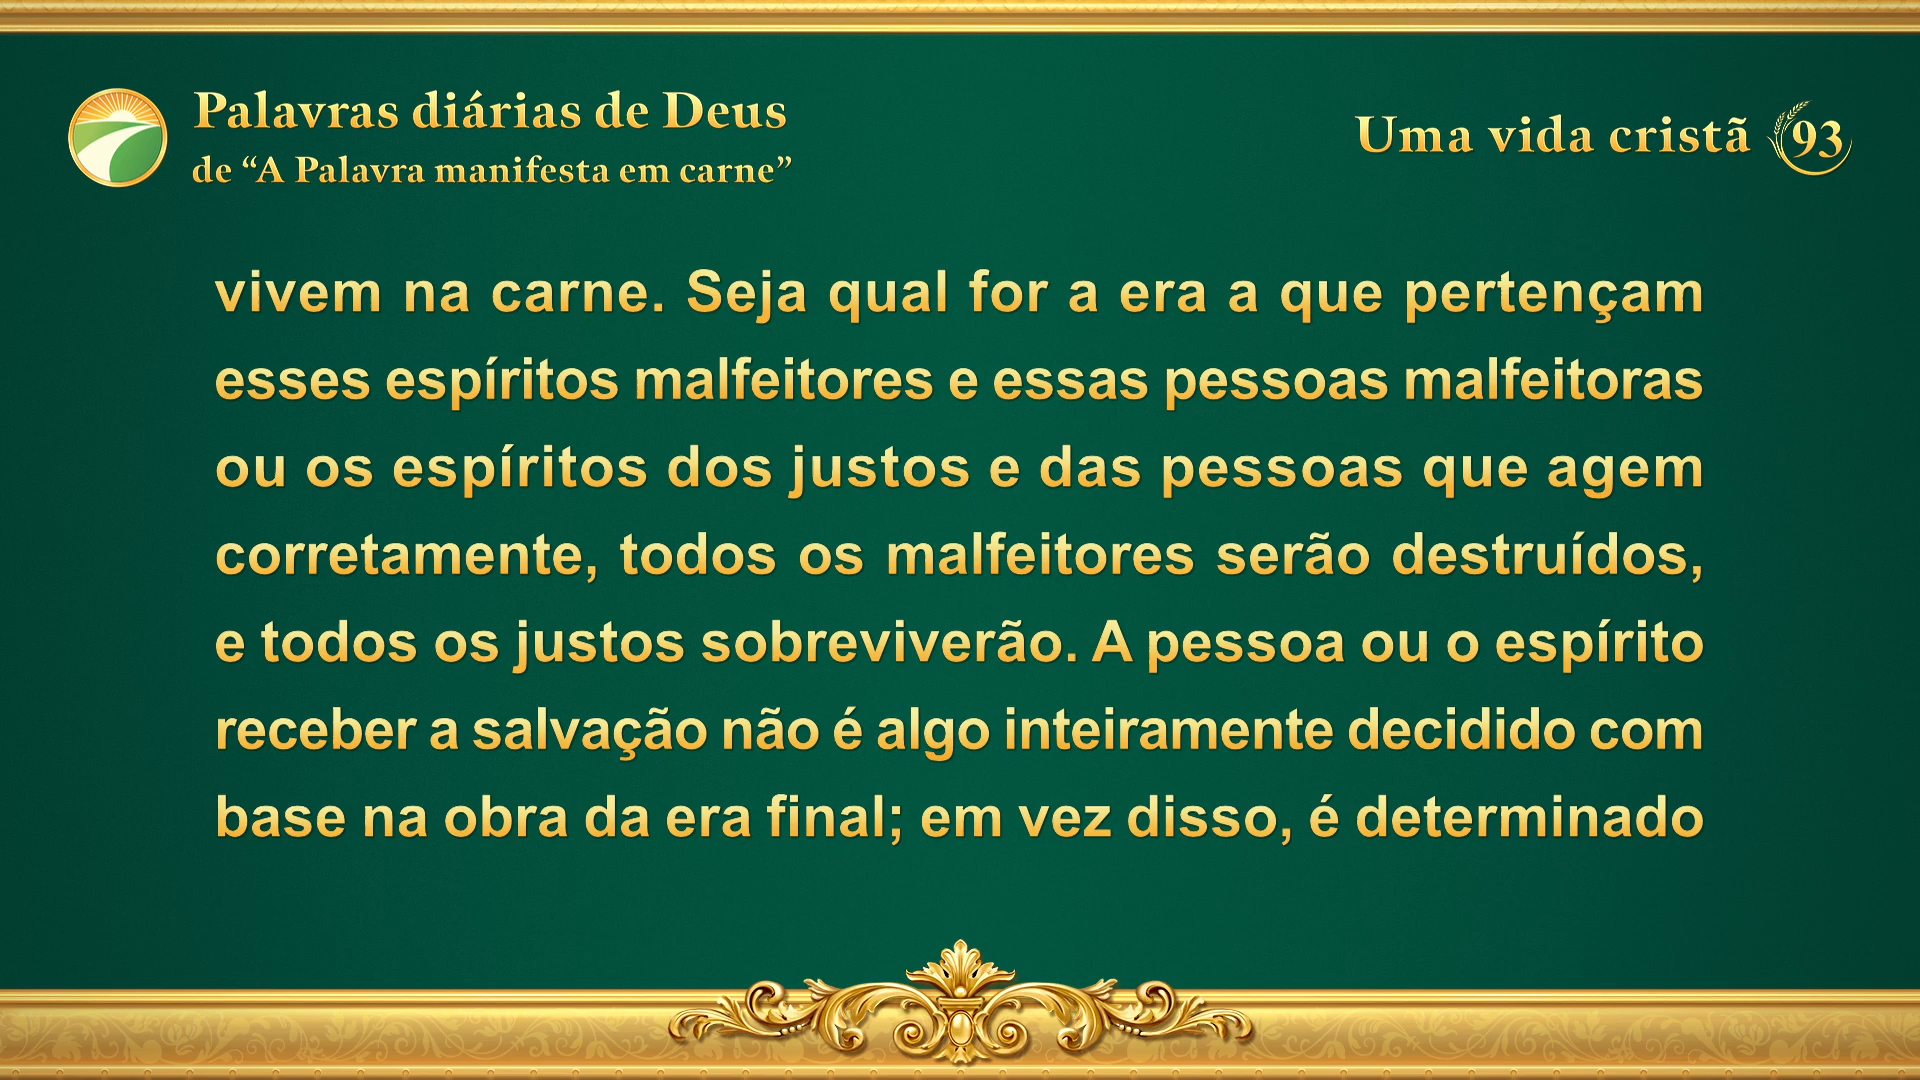 Palavras diárias de Deus
de “A Palavra manifesta em carne”
Uma vida cristã 93
vivem na carne. Seja qual for a era a que pertençam
esses espíritos malfeitores e essas pessoas malfeitoras
ou os espíritos dos justos e das pessoas que agem
corretamente, todos os malfeitores serão destruídos,
e todos os justos sobreviverão. A pessoa ou o espírito
receber a salvação não é algo inteiramente decidido com
base na obra da era final; em vez disso, é determinado